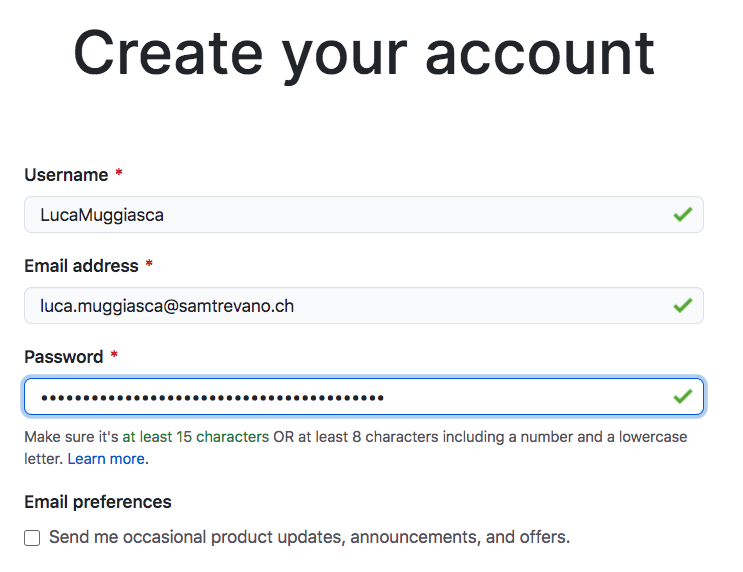 Create your account
Username *
LucaMuggiasca
Email address *
luca.muggiasca@samtrevano.ch
Password *
•••••••••••••••••••••••••••••••••••••••••
Make sure it's at least 15 characters OR at least 8 characters including a number and a lowercase
letter. Learn more.
Email preferences
Send me occasional product updates, announcements, and offers.